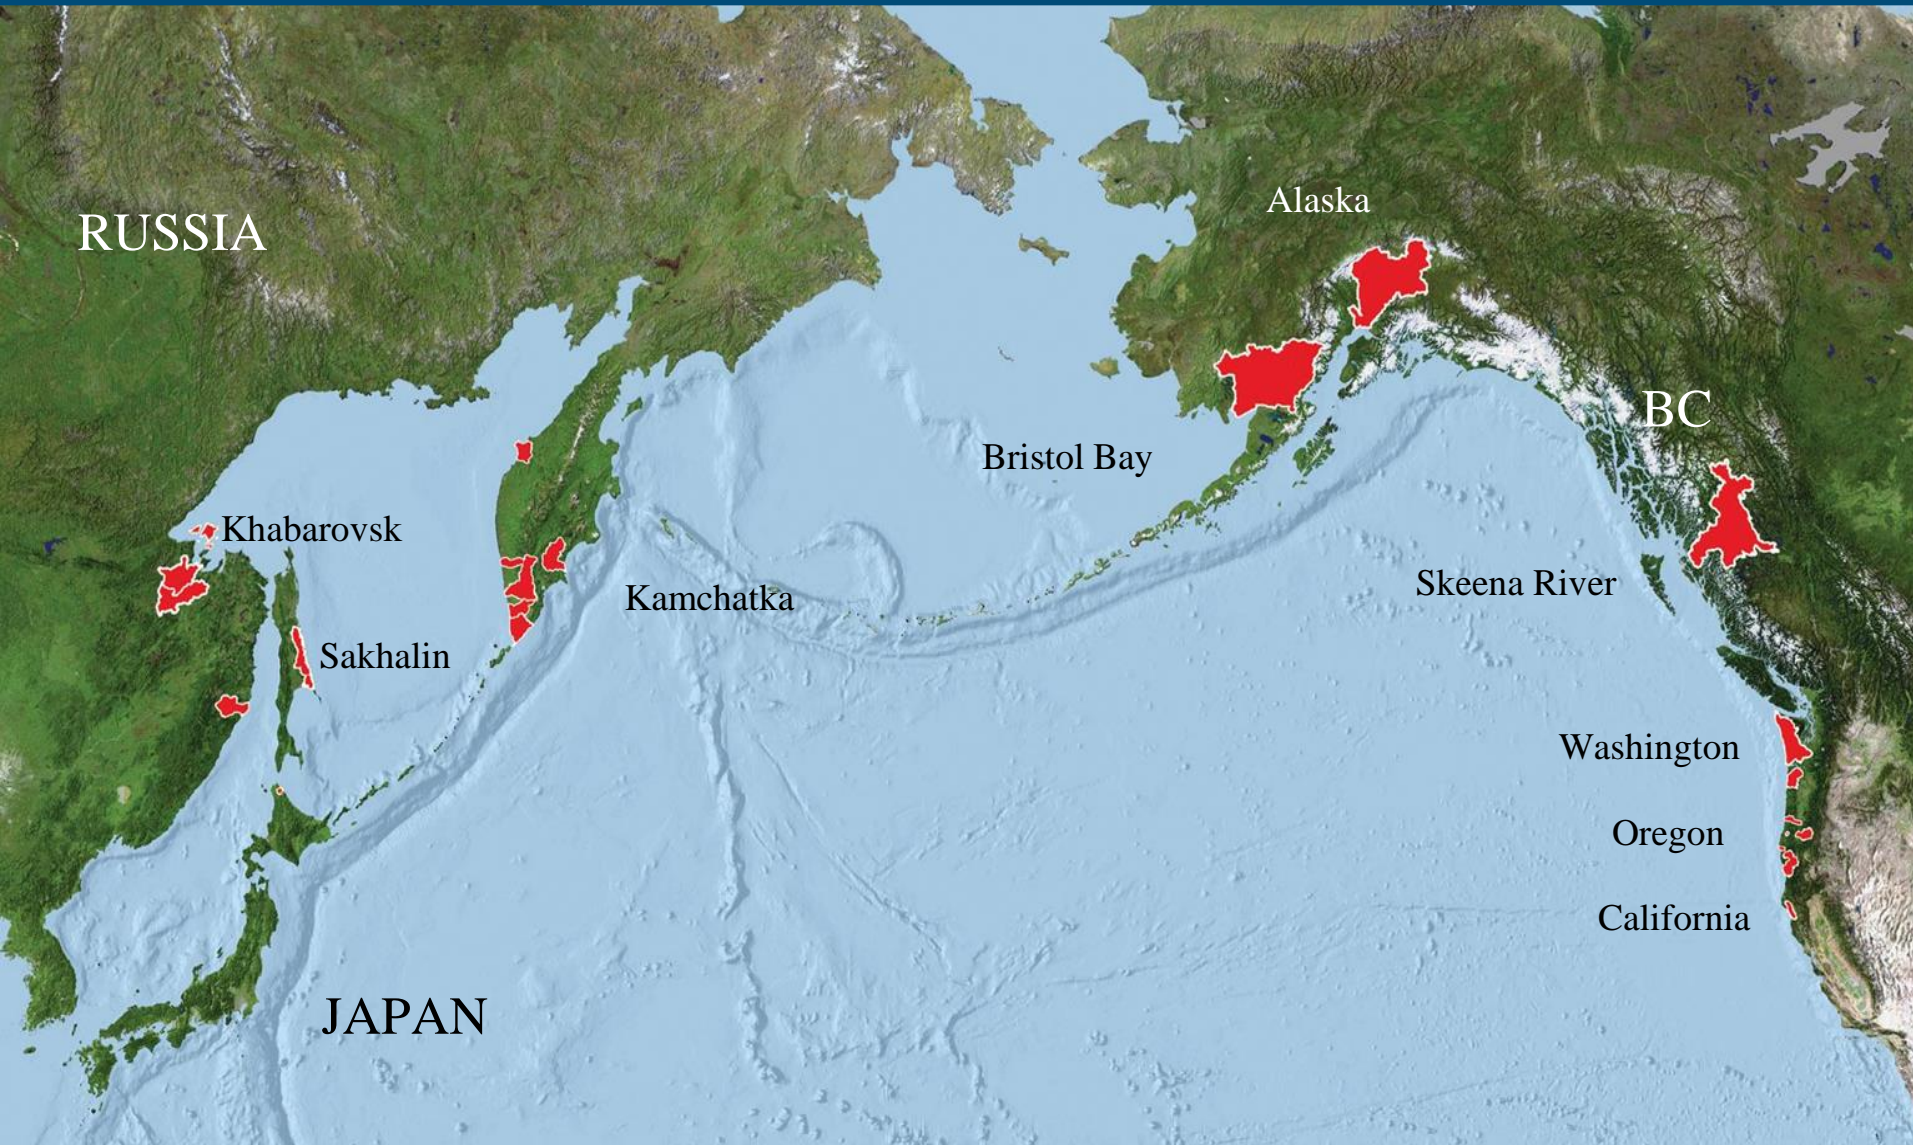 Alaska
RUSSIA
BC
Bristol Bay
Khabarovsk
Skeena River
Kamchatka
Sakhalin
Washington
Oregon
California
JAPAN